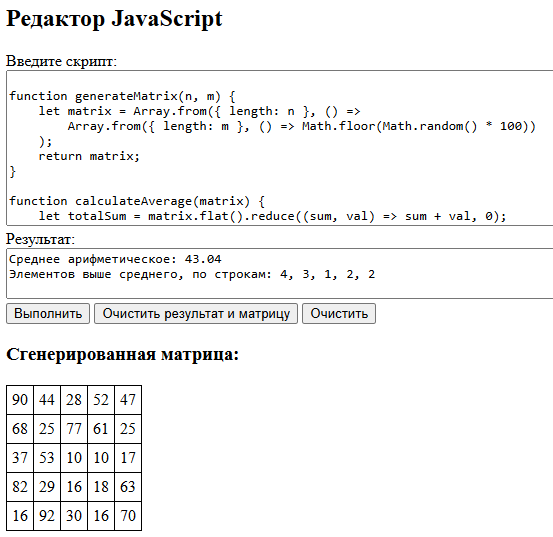 Редактор JavaScript
Введите скрипт:
function generateMatrix(n, m) {
    let matrix = Array.from({ length: n }, () =>
        Array.from({ length: m }, () => Math.floor(Math.random() * 100))
    );
    return matrix;
}
function calculateAverage(matrix) {
    let totalSum = matrix.flat().reduce((sum, val) => sum + val, 0);
Результат:
Среднее арифметическое: 43.04
Элементов выше среднего, по строкам: 4, 3, 1, 2, 2
Выполнить Очистить результат и матрицу Очистить
Сгенерированная матрица:
90 44 28 52 47
68 25 77 61 25
37 53 10 10 17
82 29 16 18 63
16 92 30 16 70